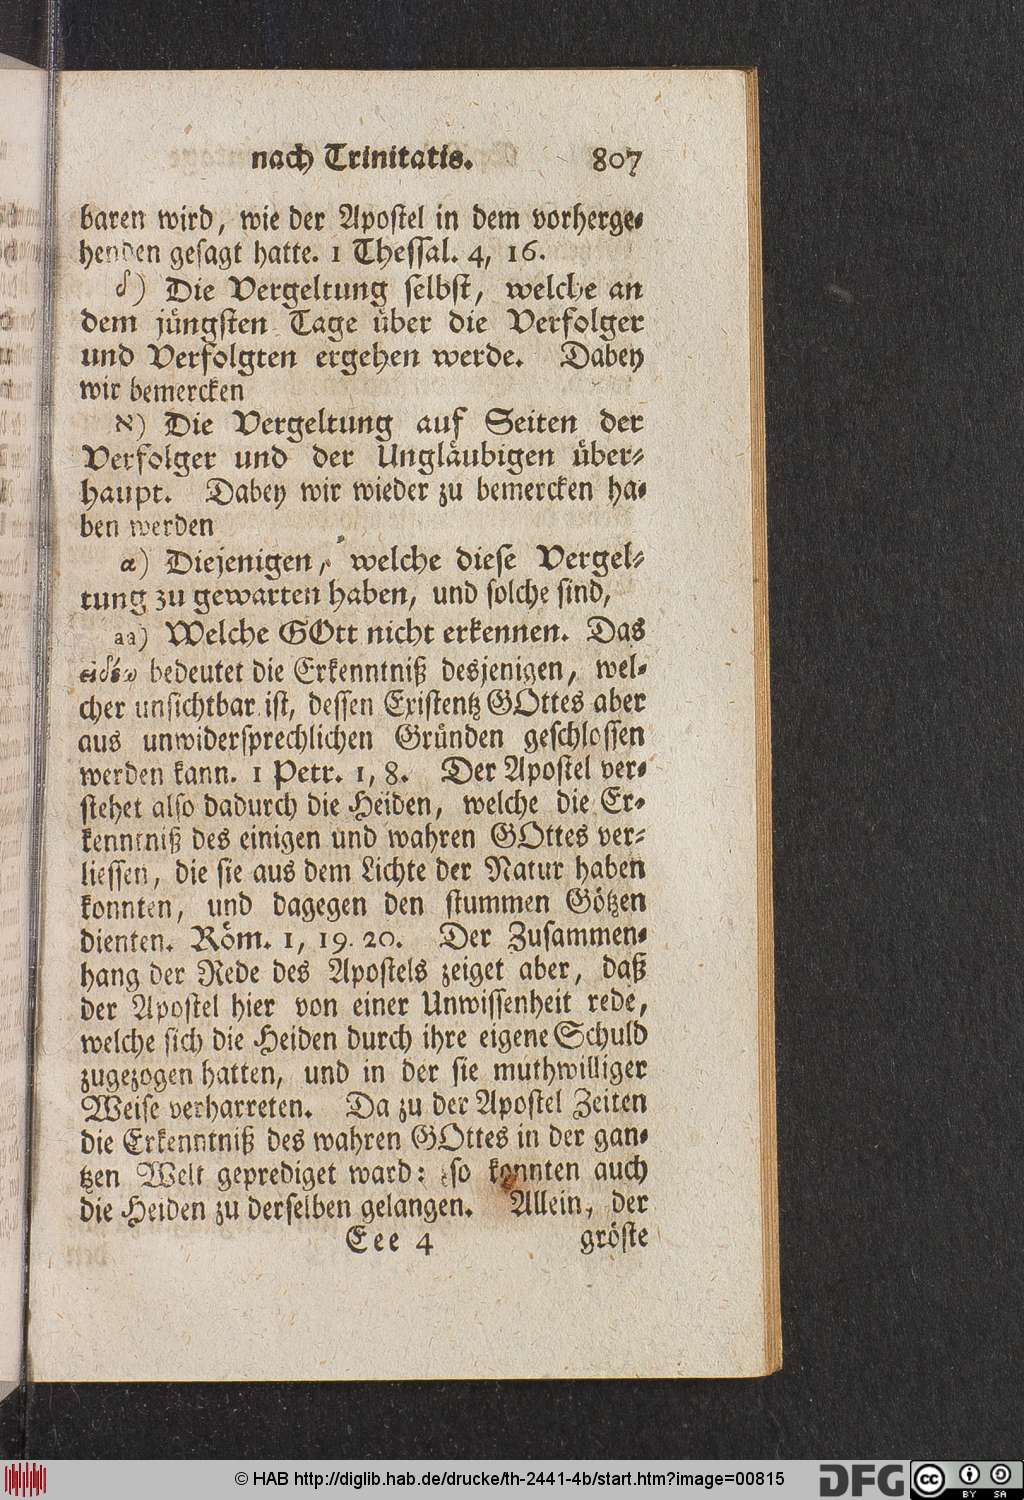 nach Trinitatis. 807
baren wird, wie der Apostel in dem vorherge-
henden gesagt hatte. 1 Thessal. 4, 16.
δ) Die Vergeltung selbst, welche an
dem jüngsten Tage über die Verfolger
und Verfolgten ergehen werde. Dabey
wir bemercken
א) Die Vergeltung auf Seiten der
Verfolger und der Ungläubigen über-
haupt. Dabey wir wieder zu bemercken ha-
ben werden
α) Diejenigen, welche diese Vergel-
tung zu gewarten haben, und solche sind,
aa) Welche GOtt nicht erkennen. Das
εἰδέω bedeutet die Erkenntniß desjenigen, wel-
cher unsichtbar ist, dessen Existentz GOttes aber
aus unwidersprechlichen Gründen geschlossen
werden kann. 1 Petr. 1, 8. Der Apostel ver-
stehet also dadurch die Heiden, welche die Er-
kenntniß des einigen und wahren GOttes ver-
liessen, die sie aus dem Lichte der Natur haben
konnten, und dagegen den stummen Götzen
dienten. Röm. 1, 19. 20. Der Zusammen-
hang der Rede des Apostels zeiget aber, daß
der Apostel hier von einer Unwissenheit rede,
welche sich die Heiden durch ihre eigene Schuld
zugezogen hatten, und in der sie muthwilliger
Weise verharreten. Da zu der Apostel Zeiten
die Erkenntniß des wahren GOttes in der gan-
tzen Welt geprediget ward: so konnten auch
die Heiden zu derselben gelangen. Allein, der
Eee 4 gröste
© HAB http://diglib.hab.de/drucke/th-2441-4b/start.htm?image=00815
DFG cc BY SA